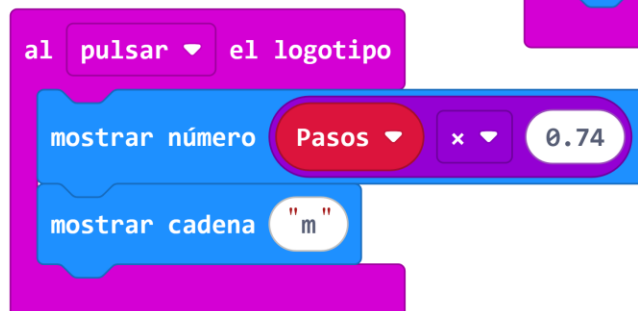 al pulsar el logotipo
mostrar número Pasos × 0.74
mostrar cadena "m"